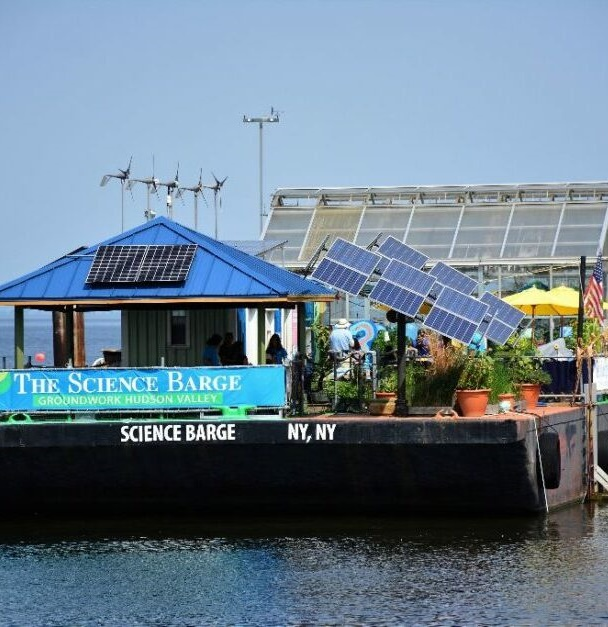 THE SCIENCE BARGE
GROUNDWORK HUDSON VALLEY
SCIENCE BARGE NY, NY